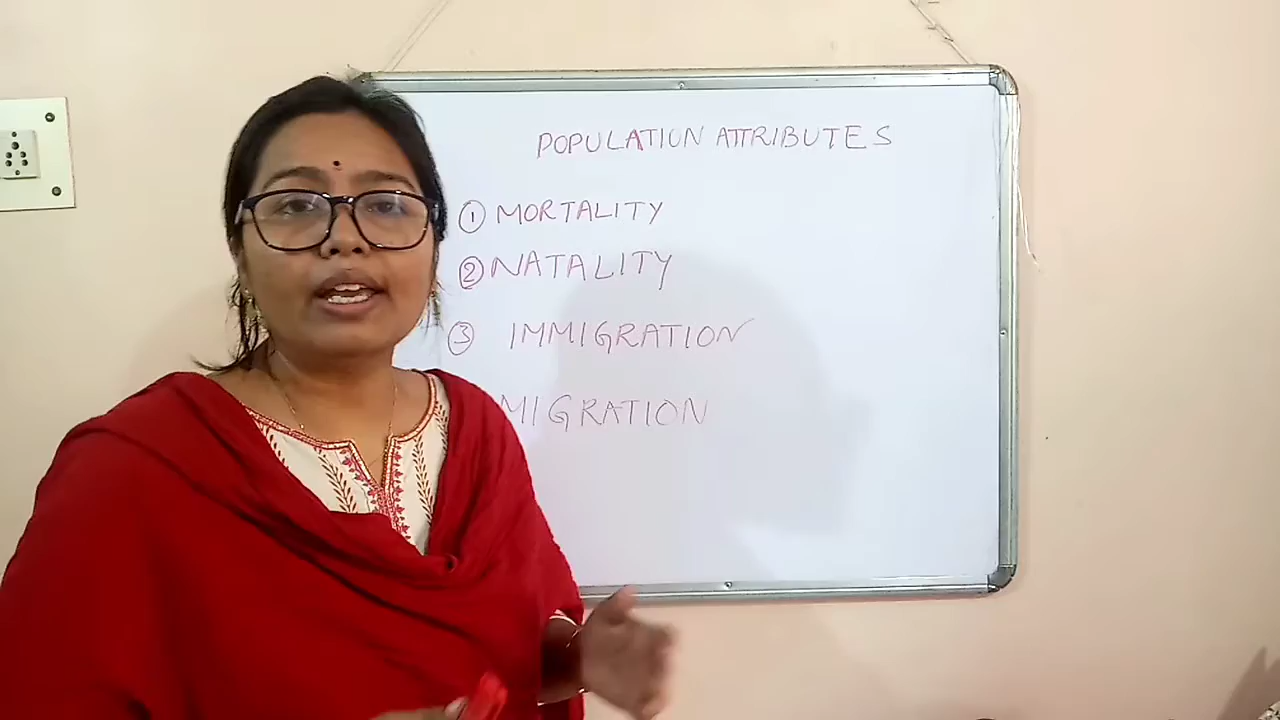 POPULATION ATTRIBUTES
① MORTALITY
② NATALITY
③ IMMIGRATION
MIGRATION